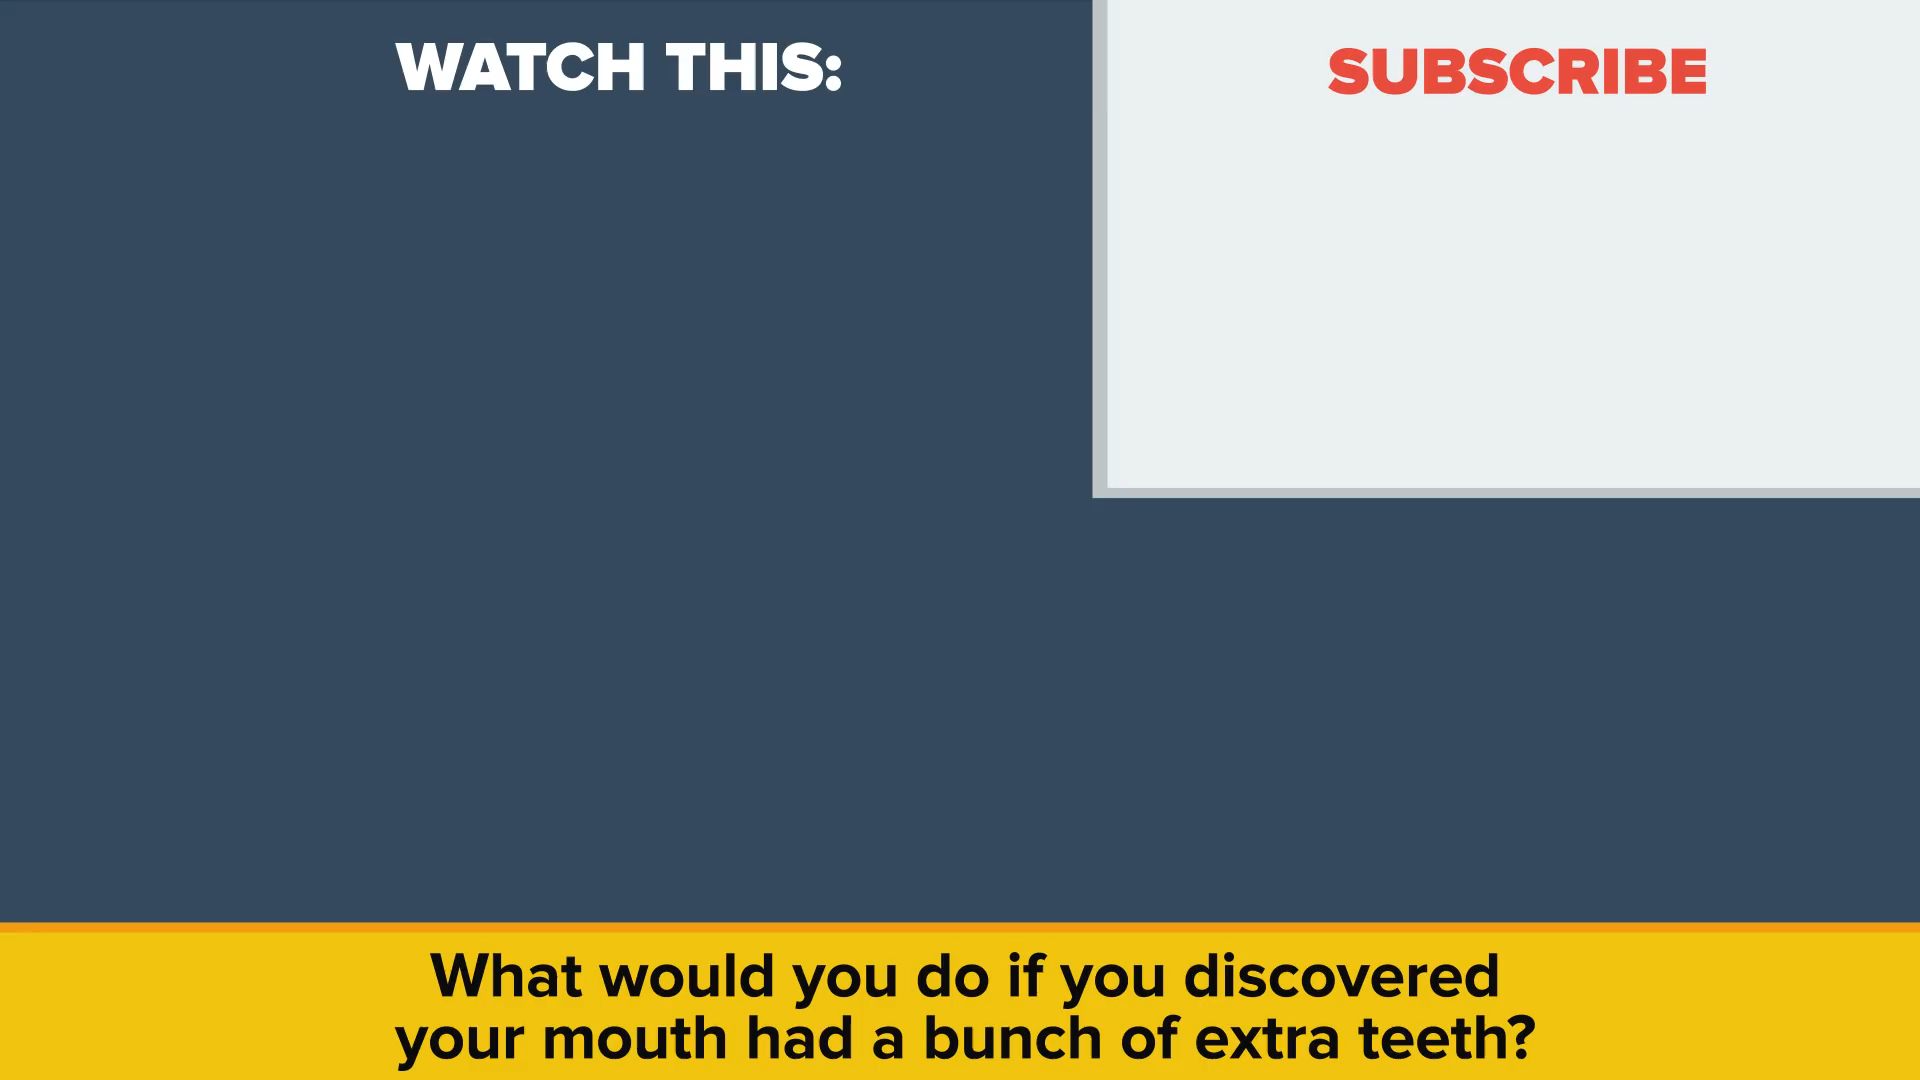 WATCH THIS:
SUBSCRIBE
What would you do if you discovered
your mouth had a bunch of extra teeth?